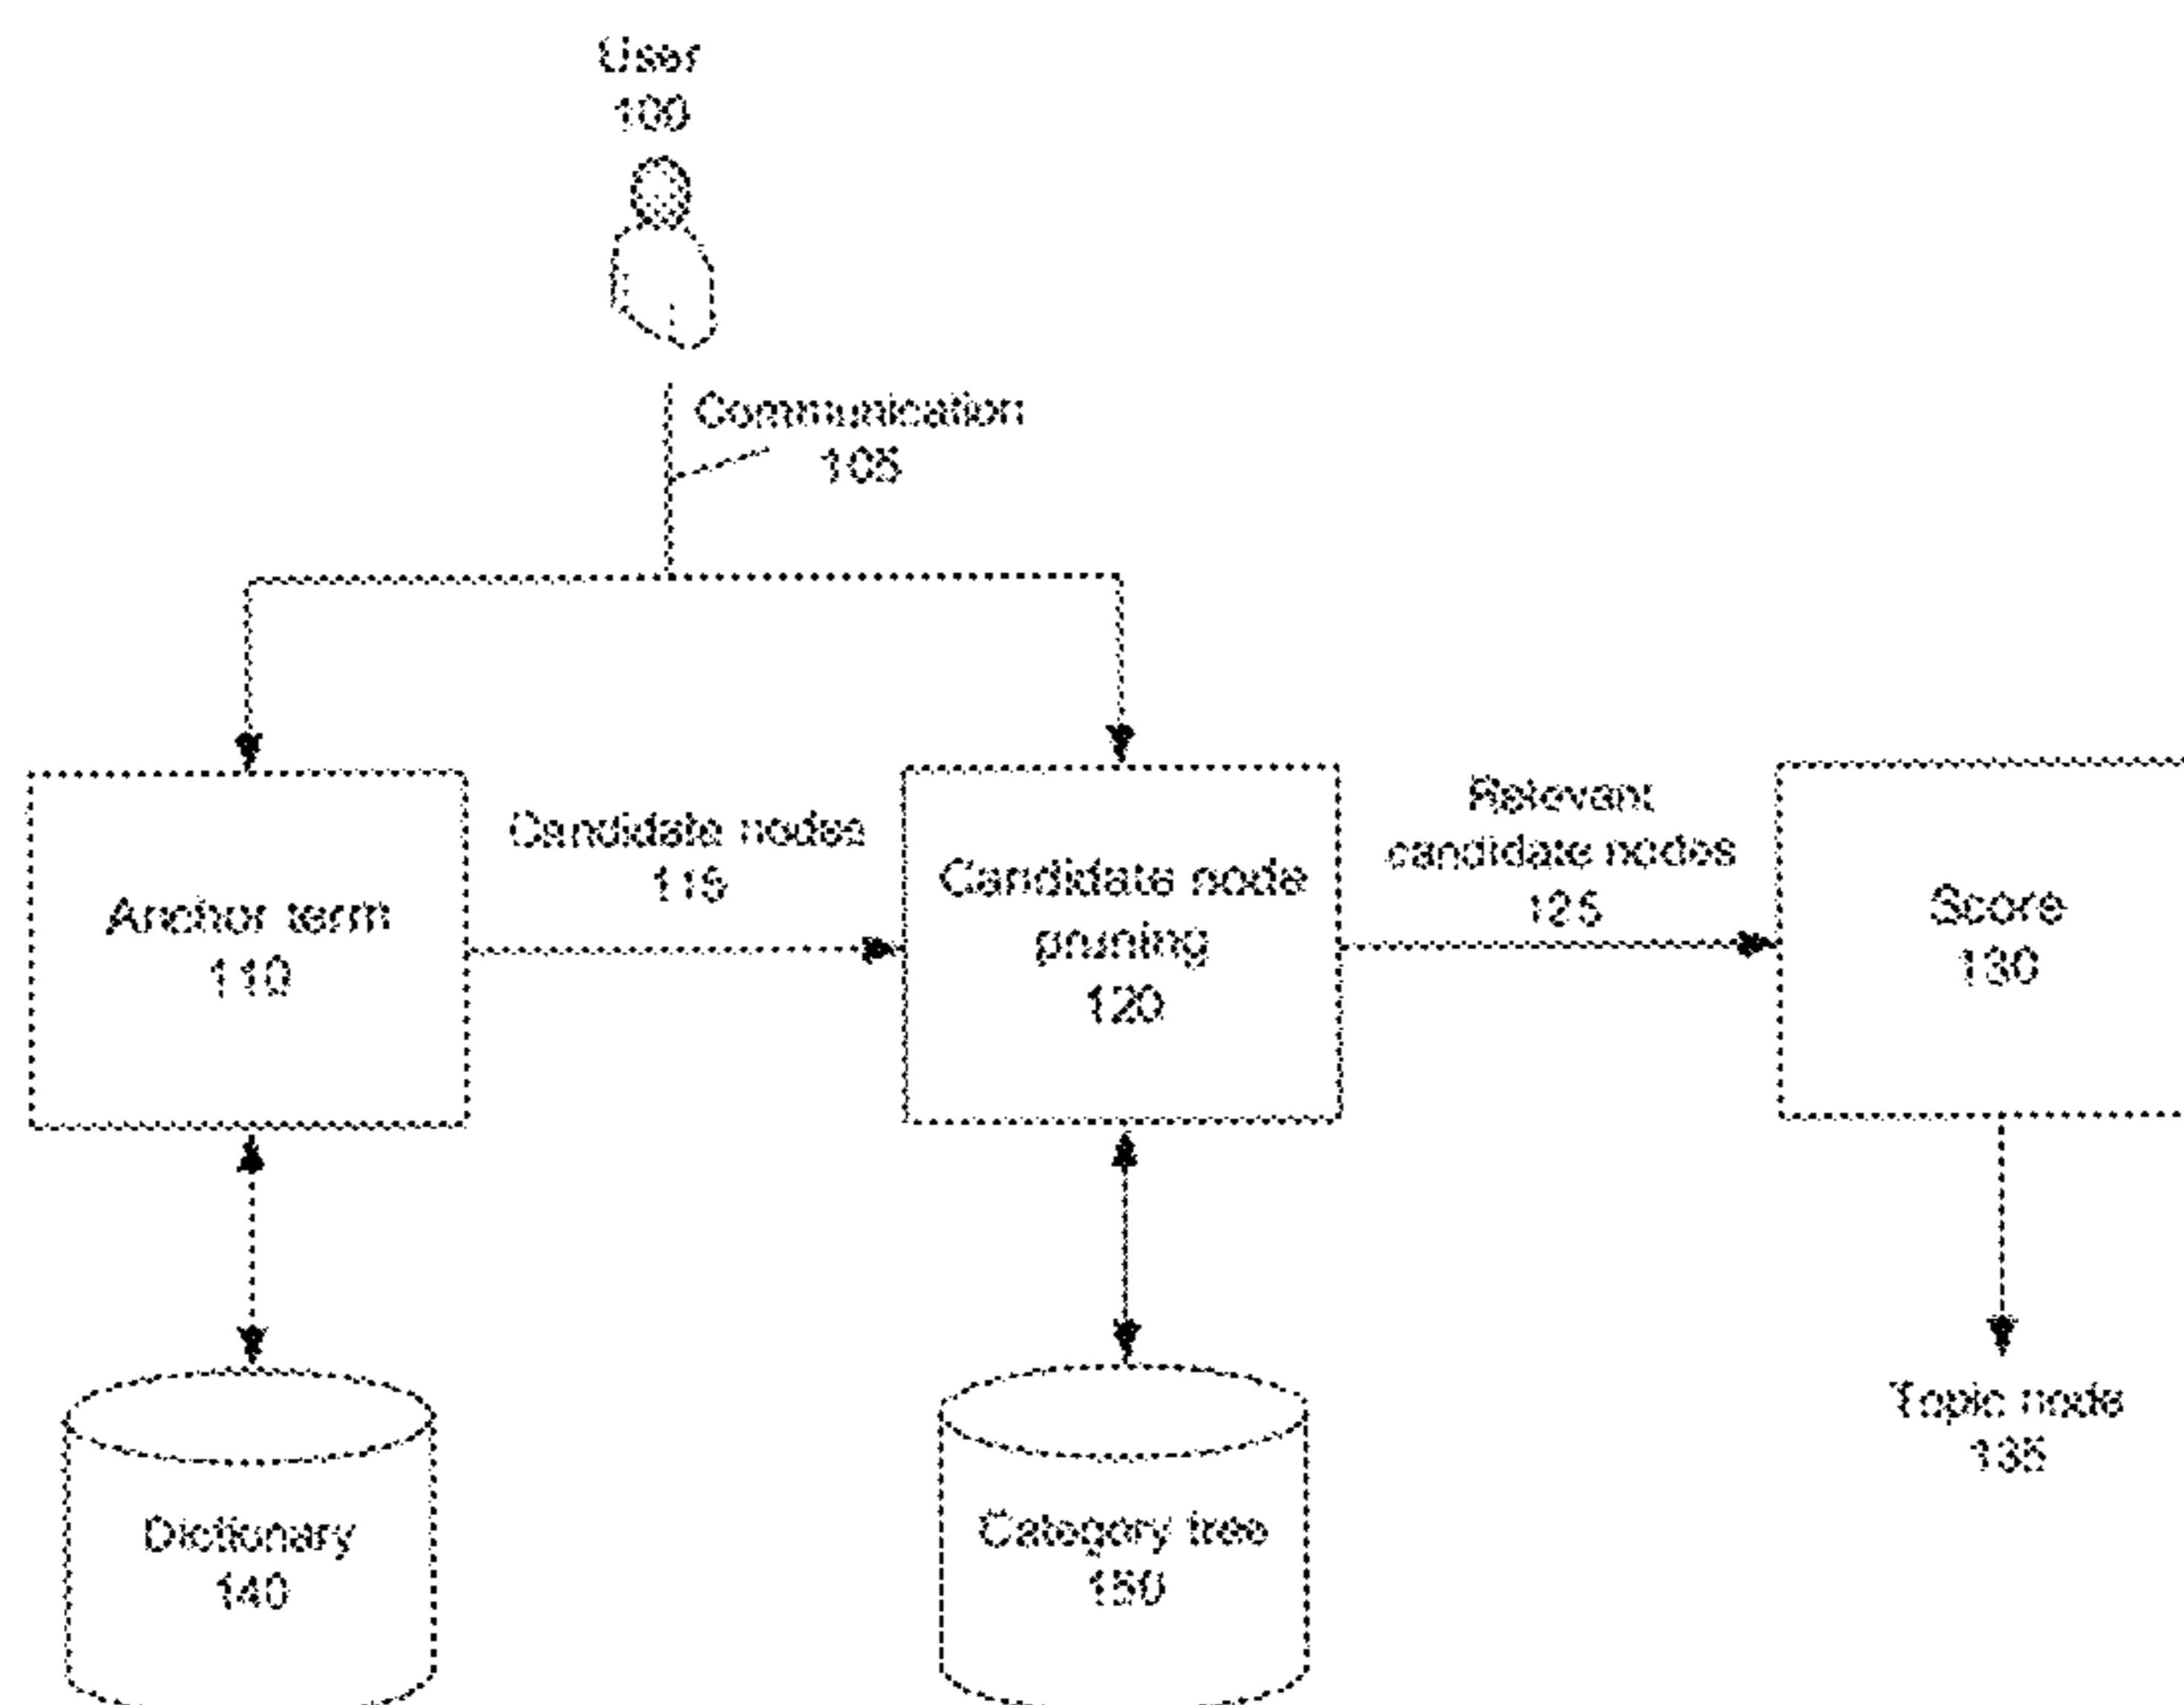 User
100
Communication
105
Candidate nodes
115
Relevant
candidate nodes
125
Anchor term
110
Candidate node
pruning
120
Score
130
Topic node
135
Dictionary
140
Category tree
150